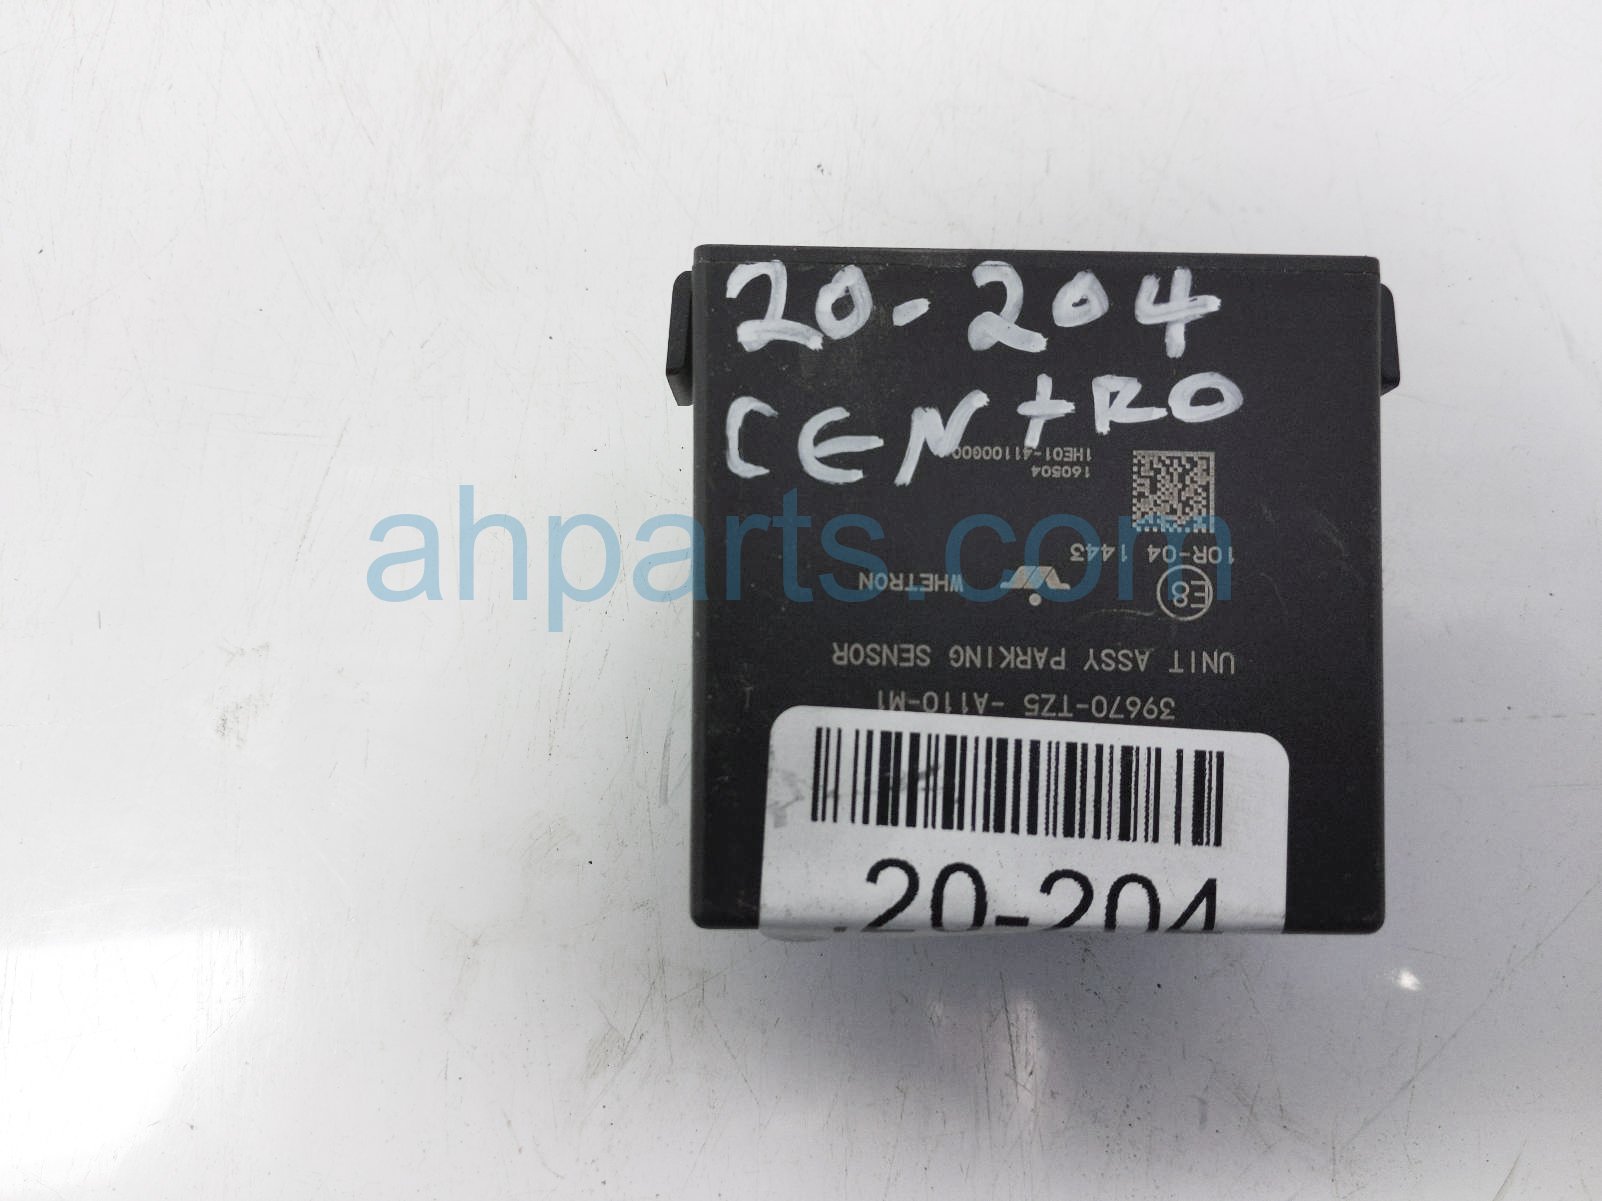 20-204
CENtRO
39670-TZ5 -A110-M1
UNIT ASSY PARKING SENSOR
E8
WHETRON
10R-04 1443
160504
1HE01-41100000
20-204
ahparts.com